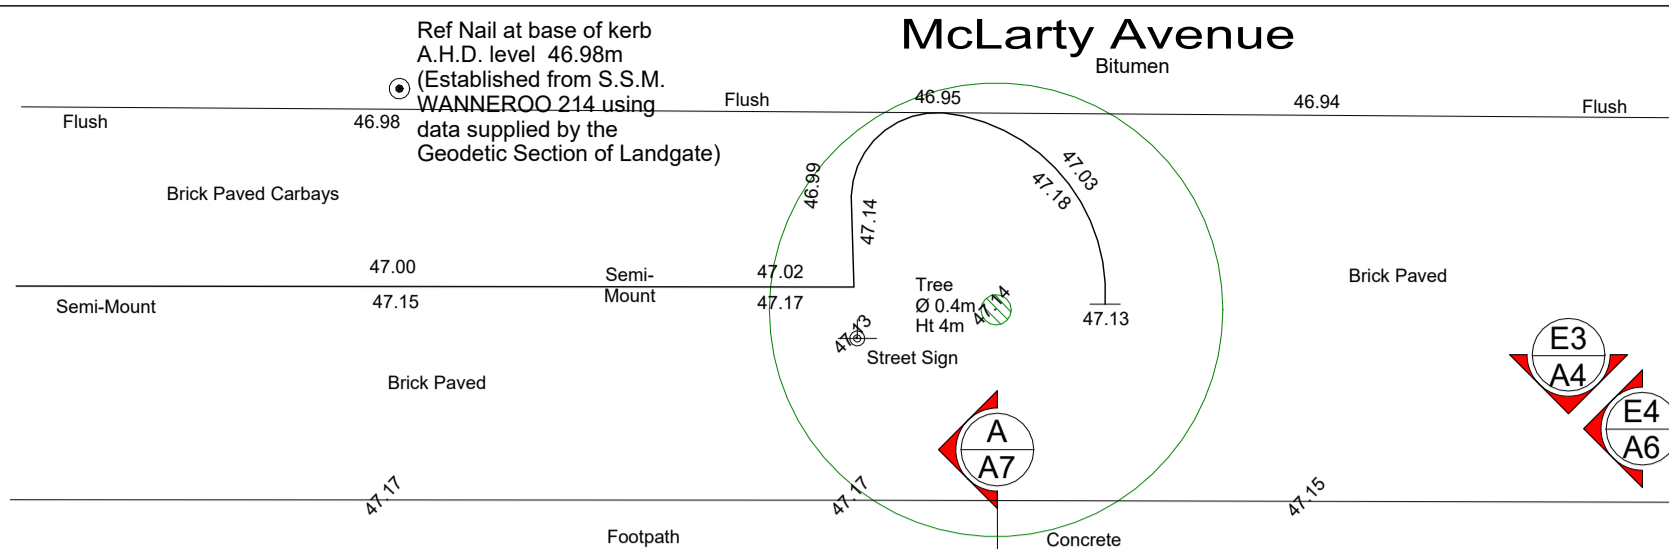 McLarty Avenue
Ref Nail at base of kerb
A.H.D. level 46.98m
(Established from S.S.M.
WANNEROO 214 using
data supplied by the
Geodetic Section of Landgate)
Bitumen
Flush
46.98
Flush
46.95
46.94
Flush
Brick Paved Carbays
46.99
47.14
47.03
47.18
47.00
47.15
Semi-
Mount
47.02
47.17
Semi-Mount
Tree
Ø 0.4m
Ht 4m
47.14
47.13
Brick Paved
47.13
Street Sign
Brick Paved
E3
A4
E4
A6
A
A7
47.17
47.17
47.15
Footpath
Concrete